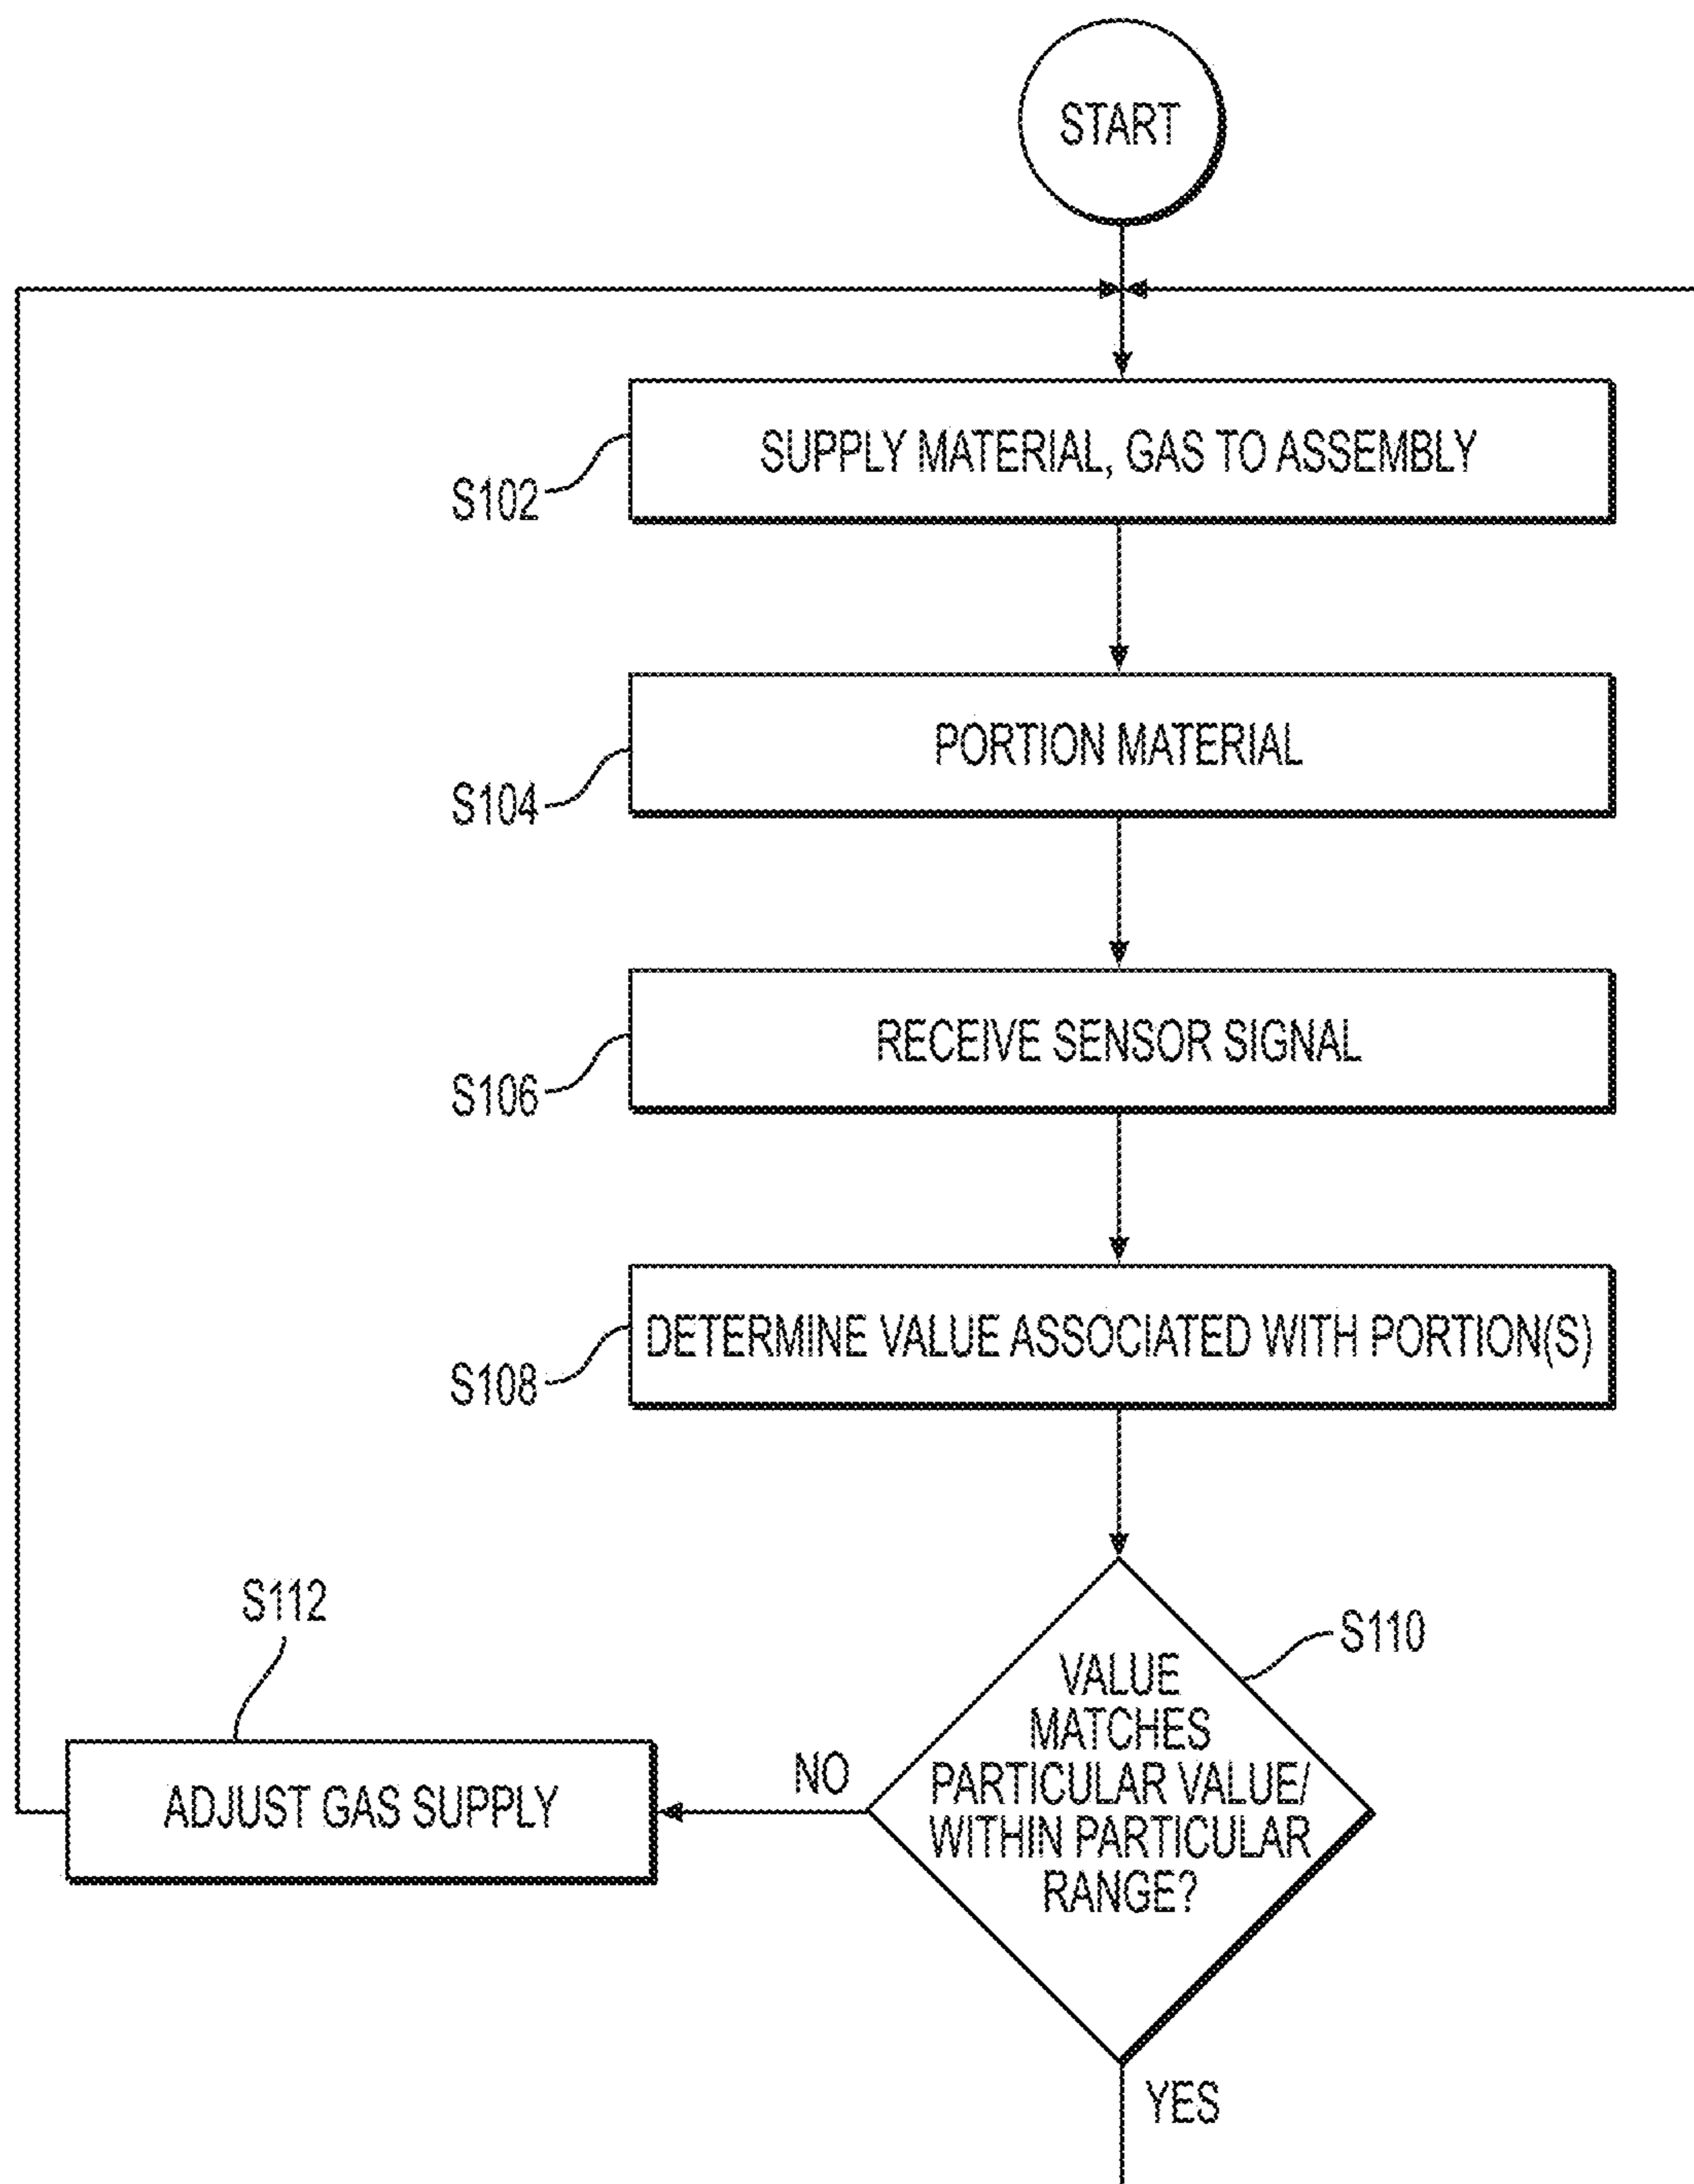 START
SUPPLY MATERIAL, GAS TO ASSEMBLY
S102
PORTION MATERIAL
S104
RECEIVE SENSOR SIGNAL
S106
DETERMINE VALUE ASSOCIATED WITH PORTION(S)
S108
S112
S110
VALUE
MATCHES
PARTICULAR VALUE/
WITHIN PARTICULAR
RANGE?
NO
ADJUST GAS SUPPLY
YES